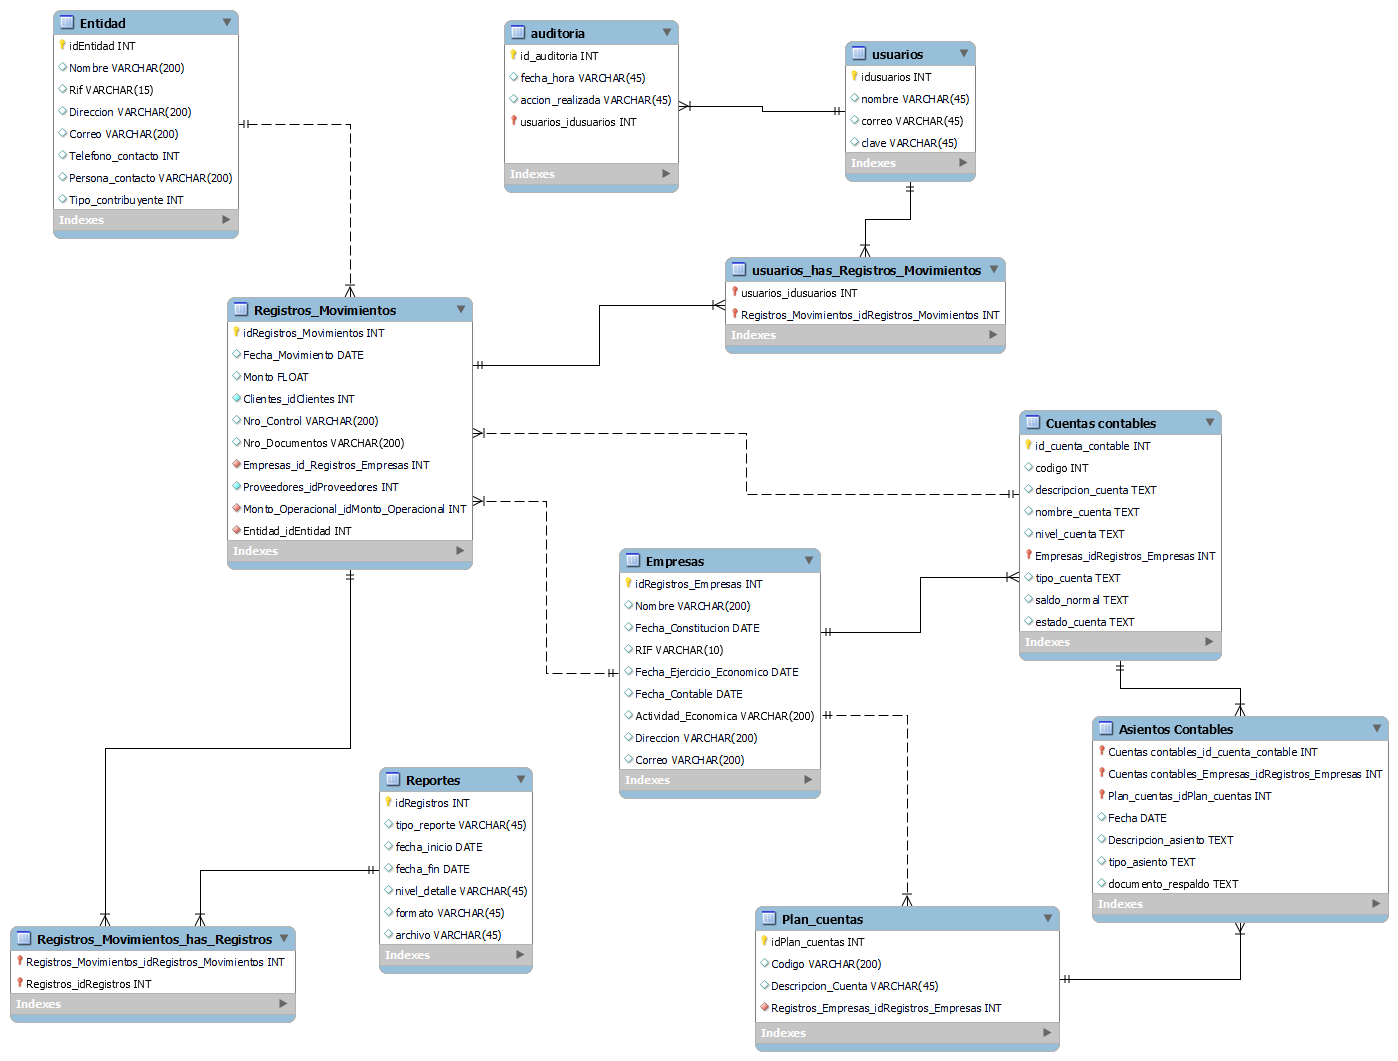 Entidad
idEntidad INT
Nombre VARCHAR(200)
Rif VARCHAR(15)
Direccion VARCHAR(200)
Correo VARCHAR(200)
Telefono_contacto INT
Persona_contacto VARCHAR(200)
Tipo_contribuyente INT
Indexes
auditoria
id_auditoria INT
fecha_hora VARCHAR(45)
accion_realizada VARCHAR(45)
usuarios_idusuarios INT
Indexes
usuarios
idusuarios INT
nombre VARCHAR(45)
correo VARCHAR(45)
clave VARCHAR(45)
Indexes
usuarios_has_Registros_Movimientos
usuarios_idusuarios INT
Registros_Movimientos_idRegistros_Movimientos INT
Indexes
Registros_Movimientos
idRegistros_Movimientos INT
Fecha_Movimiento DATE
Monto FLOAT
Clientes_idClientes INT
Nro_Control VARCHAR(200)
Nro_Documentos VARCHAR(200)
Empresas_id_Registros_Empresas INT
Proveedores_idProveedores INT
Monto_Operacional_idMonto_Operacional INT
Entidad_idEntidad INT
Indexes
Cuentas contables
id_cuenta_contable INT
codigo INT
descripcion_cuenta TEXT
nombre_cuenta TEXT
nivel_cuenta TEXT
Empresas_idRegistros_Empresas INT
tipo_cuenta TEXT
saldo_normal TEXT
estado_cuenta TEXT
Indexes
Empresas
idRegistros_Empresas INT
Nombre VARCHAR(200)
Fecha_Constitucion DATE
RIF VARCHAR(10)
Fecha_Ejercicio_Economico DATE
Fecha_Contable DATE
Actividad_Economica VARCHAR(200)
Direccion VARCHAR(200)
Correo VARCHAR(200)
Indexes
Asientos Contables
Cuentas contables_id_cuenta_contable INT
Cuentas contables_Empresas_idRegistros_Empresas INT
Plan_cuentas_idPlan_cuentas INT
Fecha DATE
Descripcion_asiento TEXT
tipo_asiento TEXT
documento_respaldo TEXT
Indexes
Reportes
idRegistros INT
tipo_reporte VARCHAR(45)
fecha_inicio DATE
fecha_fin DATE
nivel_detalle VARCHAR(45)
formato VARCHAR(45)
archivo VARCHAR(45)
Indexes
Plan_cuentas
idPlan_cuentas INT
Codigo VARCHAR(200)
Descripcion_Cuenta VARCHAR(45)
Registros_Empresas_idRegistros_Empresas INT
Indexes
Registros_Movimientos_has_Registros
Registros_Movimientos_idRegistros_Movimientos INT
Registros_idRegistros INT
Indexes